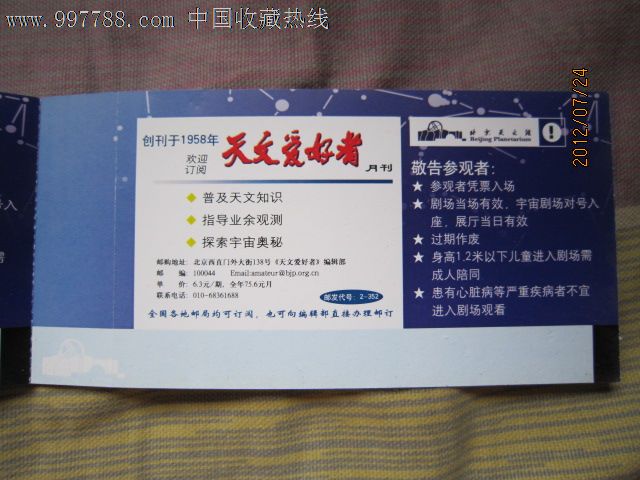 www.997788.com 中国收藏热线
创刊于1958年
欢迎
订阅
天文爱好者
月刊
普及天文知识
指导业余观测
探索宇宙奥秘
邮购地址: 北京西直门外大街138号《天文爱好者》编辑部
邮 编: 100044 Email:amateur@bjp.org.cn
单 价: 6.3元/期, 全年75.6元月
联系电话: 010-68361688
邮发代号: 2-352
全国各地邮局均可订阅, 也可向编辑部直接办理邮订
北京天文馆
Beijing Planetarium
敬告参观者:
★ 参观者凭票入场
★ 剧场当场有效, 宇宙剧场对号入
座, 展厅当日有效
★ 过期作废
★ 身高1.2米以下儿童进入剧场需
成人陪同
★ 患有心脏病等严重疾病者不宜
进入剧场观看
2012/07/24